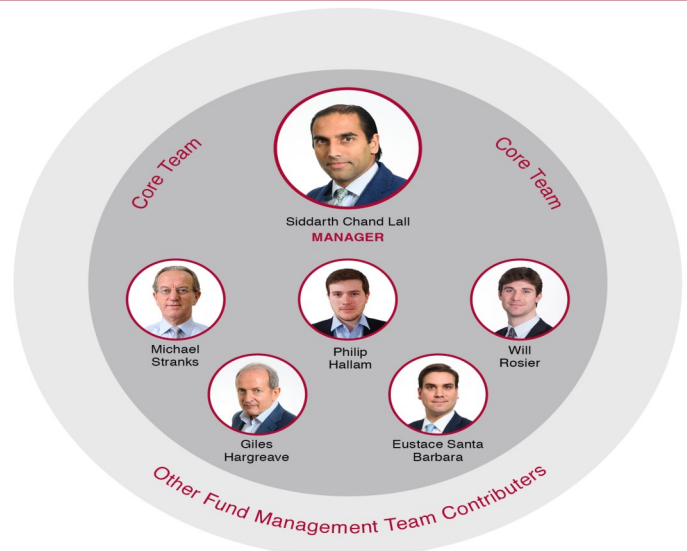 Core Team
Core Team
Siddarth Chand Lall
MANAGER
Michael
Stranks
Philip
Hallam
Will
Rosier
Giles
Hargreave
Eustace Santa
Barbara
Other Fund Management Team Contributers